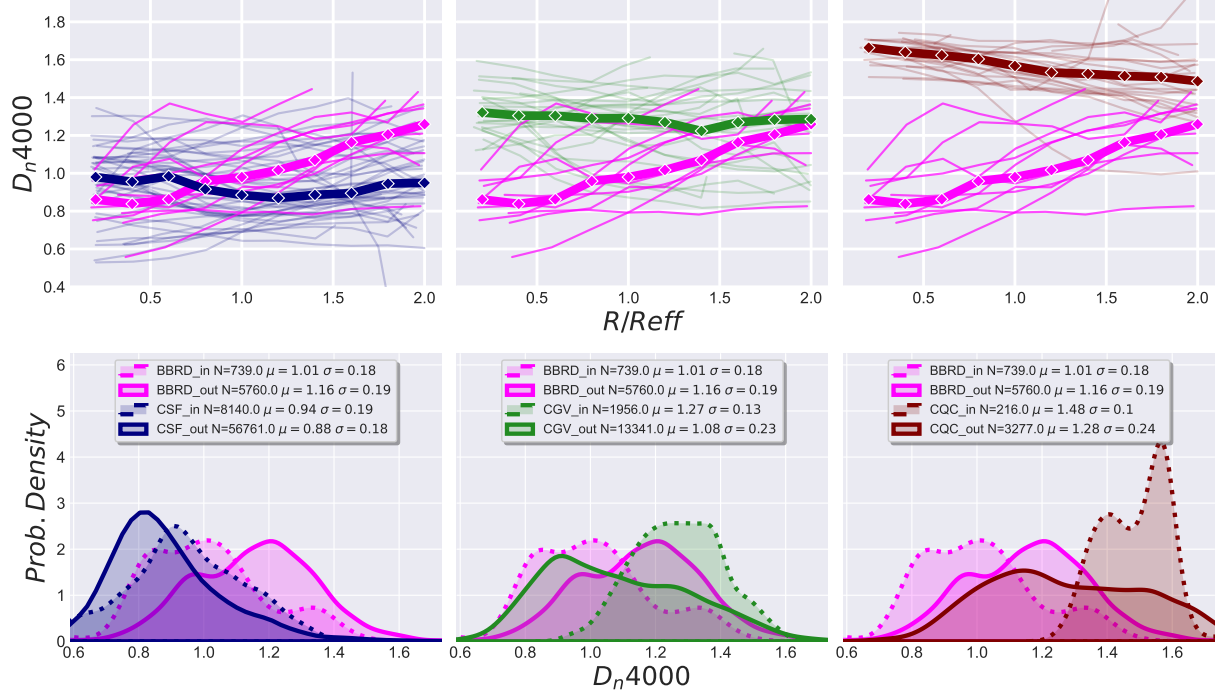 1.8
1.6
1.4
1.2
1.0
0.8
0.6
0.4
Dn4000
0.5 1.0 1.5 2.0
0.5 1.0 1.5 2.0
0.5 1.0 1.5 2.0
R/Reff
6
5
4
3
2
1
0
Prob. Density
BBRD_in N=739.0 μ = 1.01 σ = 0.18
BBRD_out N=5760.0 μ = 1.16 σ = 0.19
CSF_in N=8140.0 μ = 0.94 σ = 0.19
CSF_out N=56761.0 μ = 0.88 σ = 0.18
BBRD_in N=739.0 μ = 1.01 σ = 0.18
BBRD_out N=5760.0 μ = 1.16 σ = 0.19
CGV_in N=1956.0 μ = 1.27 σ = 0.13
CGV_out N=13341.0 μ = 1.08 σ = 0.23
BBRD_in N=739.0 μ = 1.01 σ = 0.18
BBRD_out N=5760.0 μ = 1.16 σ = 0.19
CQC_in N=216.0 μ = 1.48 σ = 0.1
CQC_out N=3277.0 μ = 1.28 σ = 0.24
0.6 0.8 1.0 1.2 1.4 1.6
0.6 0.8 1.0 1.2 1.4 1.6
0.6 0.8 1.0 1.2 1.4 1.6
Dn4000